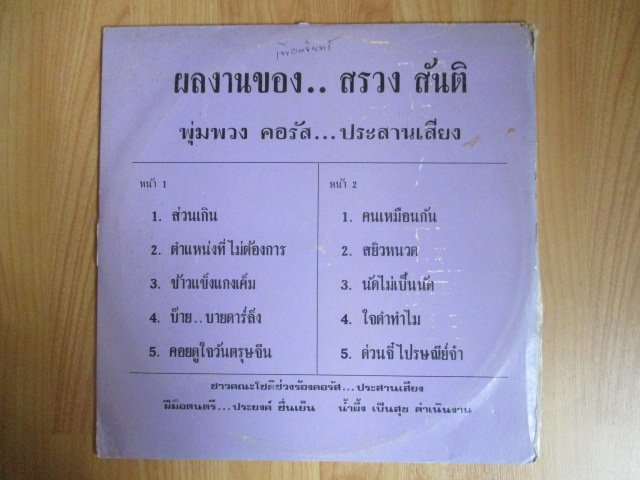 ผลงานของ.. สรวง สันติ
พุ่มพวง คอรัส...ประสานเสียง
หน้า 1
1. ส่วนเกิน
2. ตำแหน่งที่ไม่ต้องการ
3. ข้าวแข็งแกงเค็ม
4. บ๊าย..บายดาร์ลิ่ง
5. คอยดูใจวันตรุษจีน
หน้า 2
1. คนเหมือนกัน
2. สยิวหนวด
3. นัดไม่เป็นนัด
4. ใจดำทำไม
5. ด่วนจี๋ไปรษณีย์จ๋า
ชาวคณะโชติช่วงร้องคอรัส...ประสานเสียง
ฝีมือดนตรี...ประยงค์ ชื่นเย็น น้ำผึ้ง เป็นสุข ดำเนินงาน